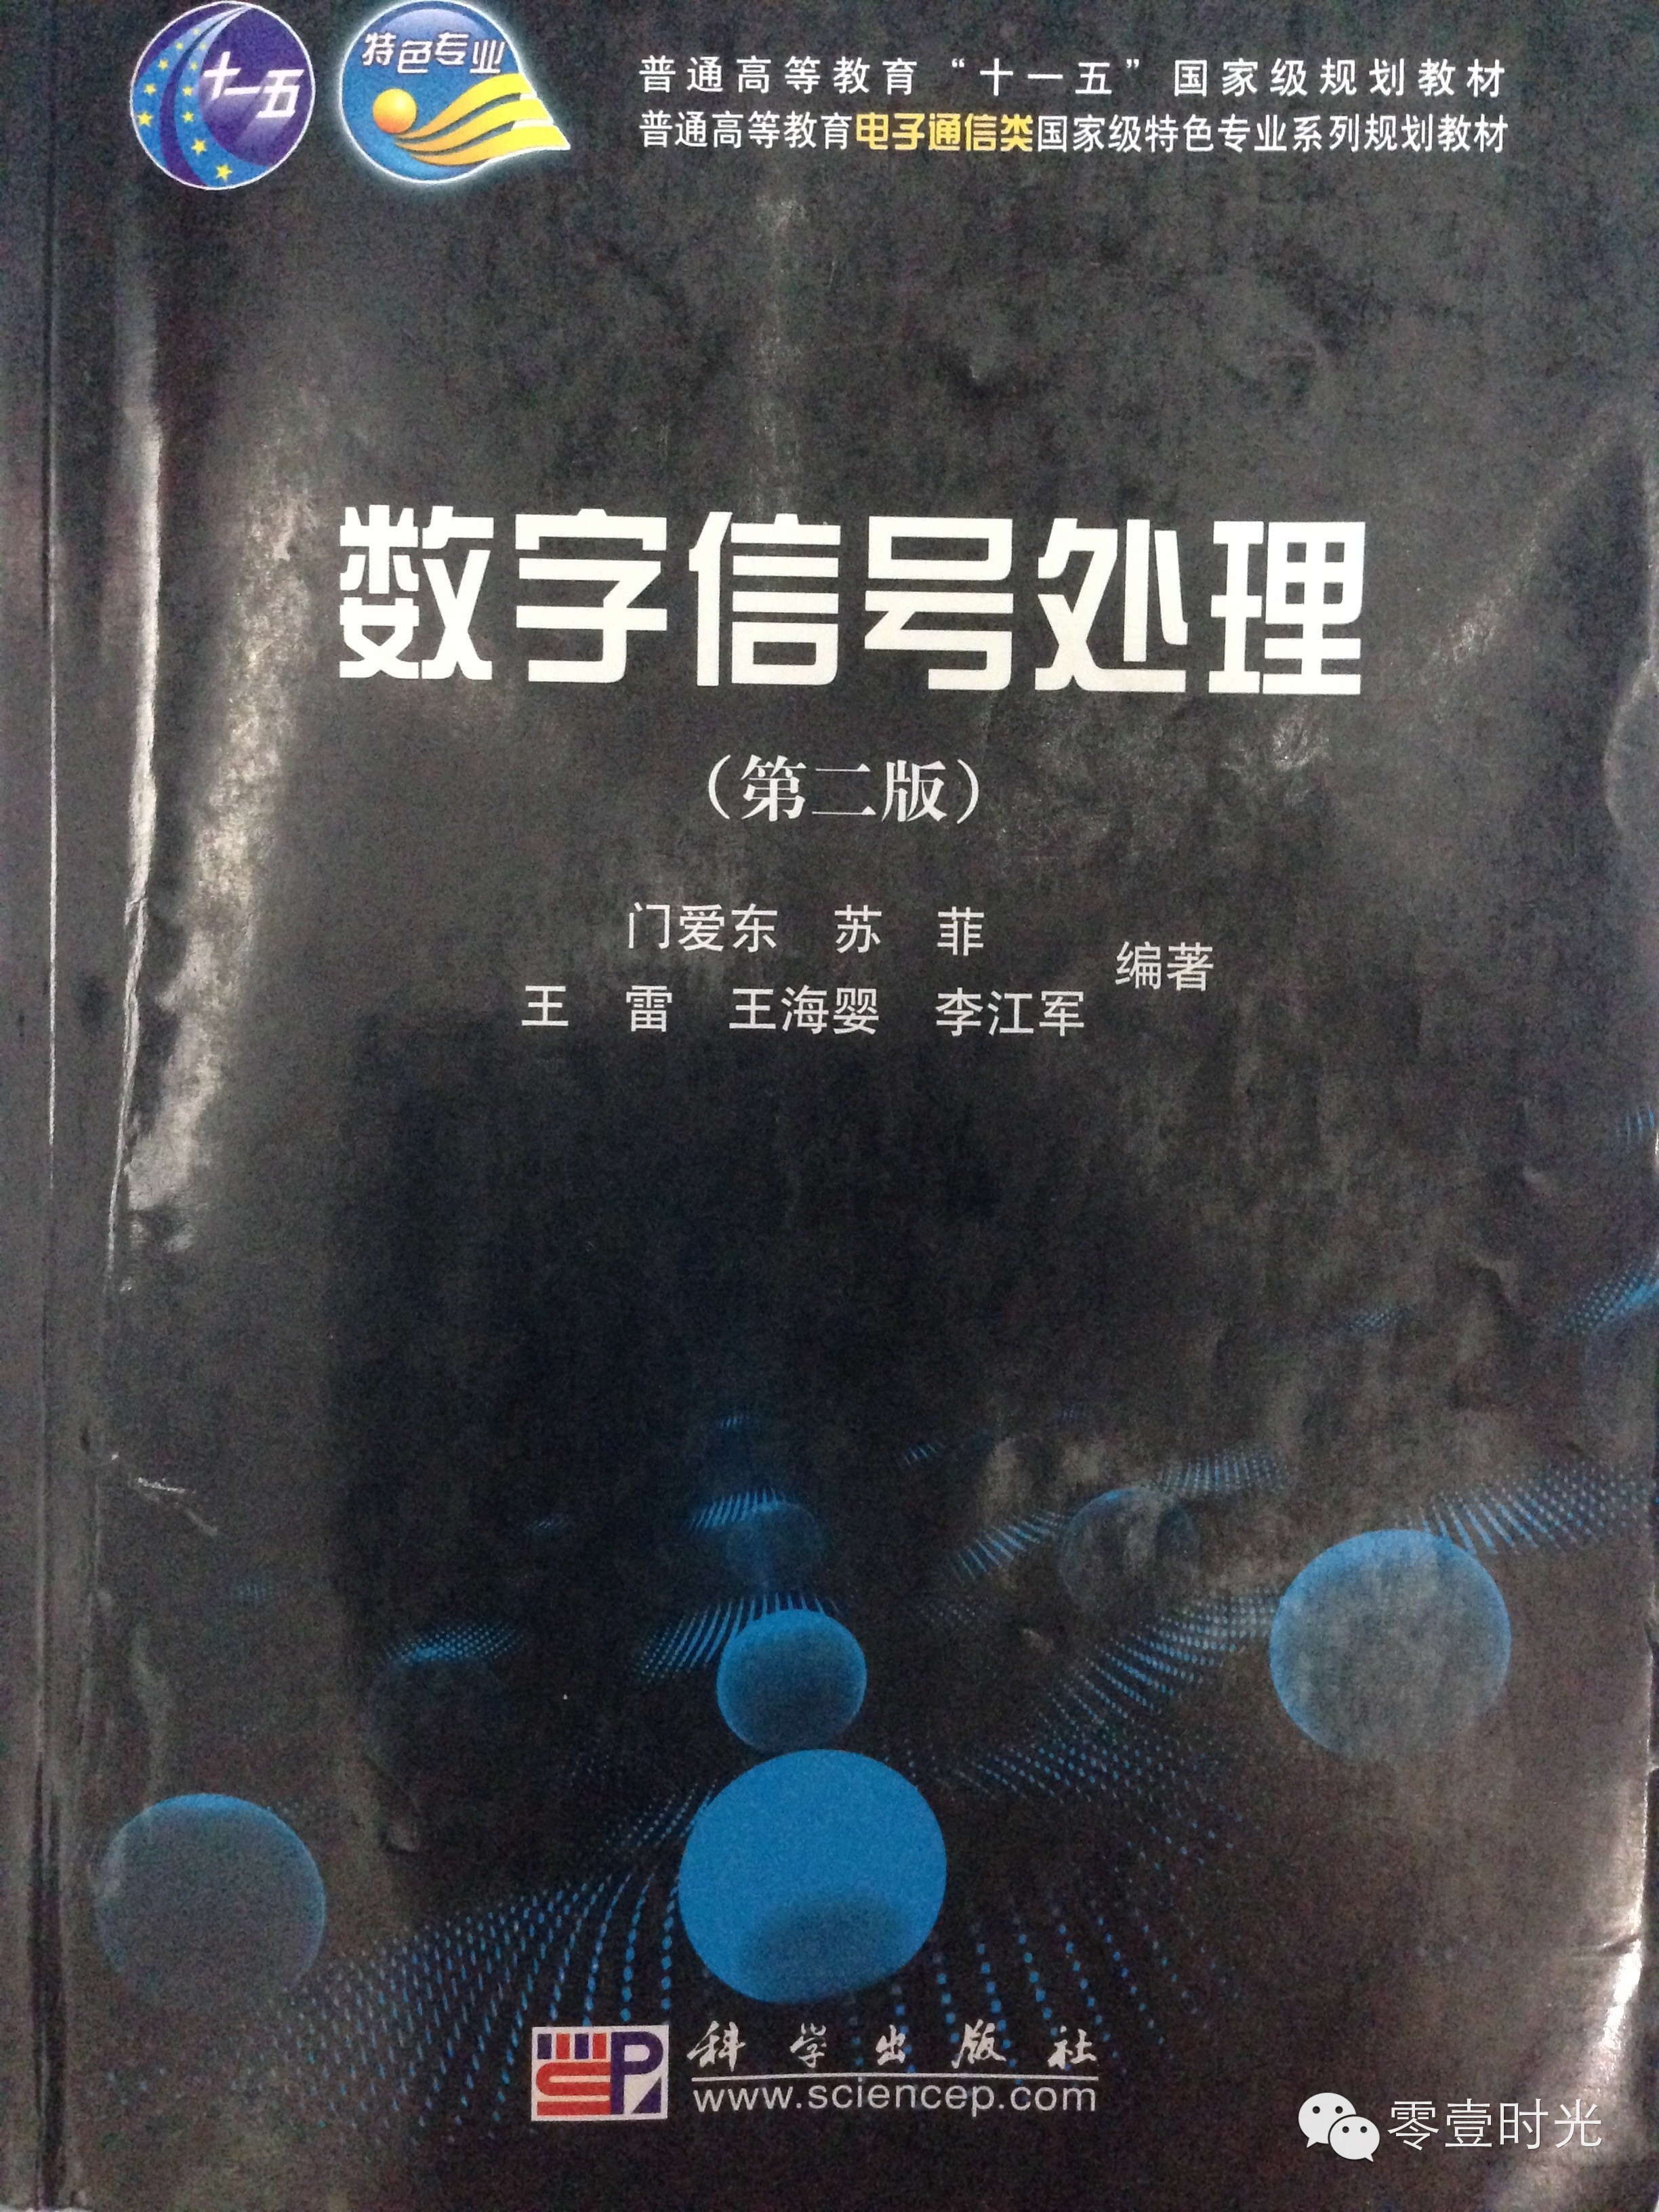 十一五
特色专业
普通高等教育“十一五”国家级规划教材
普通高等教育电子通信类国家级特色专业系列规划教材
数字信号处理
（第二版）
门爱东 苏 菲
王 雷 王海婴 李江军
编著
科学出版社
www.sciencep.com
零壹时光